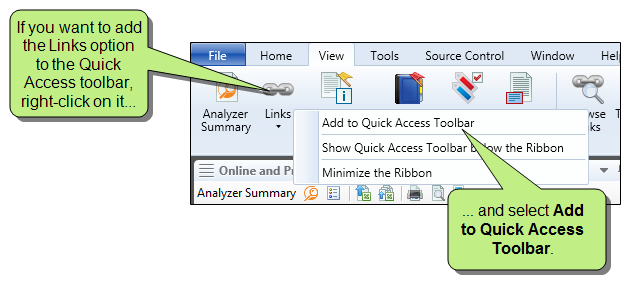 If you want to add
the Links option
to the Quick
Access toolbar,
right-click on it...
File Home View Tools Source Control Window
Analyzer
Summary
Links
Add to Quick Access Toolbar
Show Quick Access Toolbar below the Ribbon
Minimize the Ribbon
Online and
Analyzer Summary
... and select Add
to Quick Access
Toolbar.